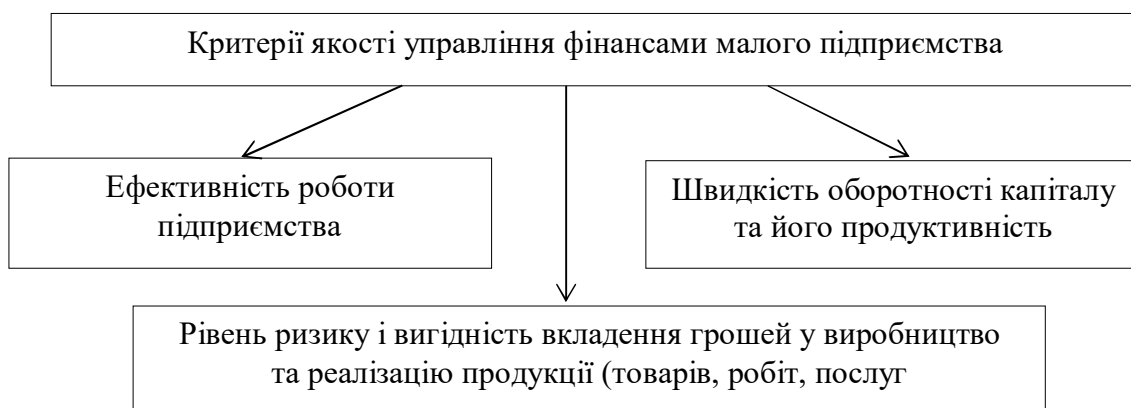 Критерії якості управління фінансами малого підприємства
Ефективність роботи
підприємства
Швидкість оборотності капіталу
та його продуктивність
Рівень ризику і вигідність вкладення грошей у виробництво
та реалізацію продукції (товарів, робіт, послуг